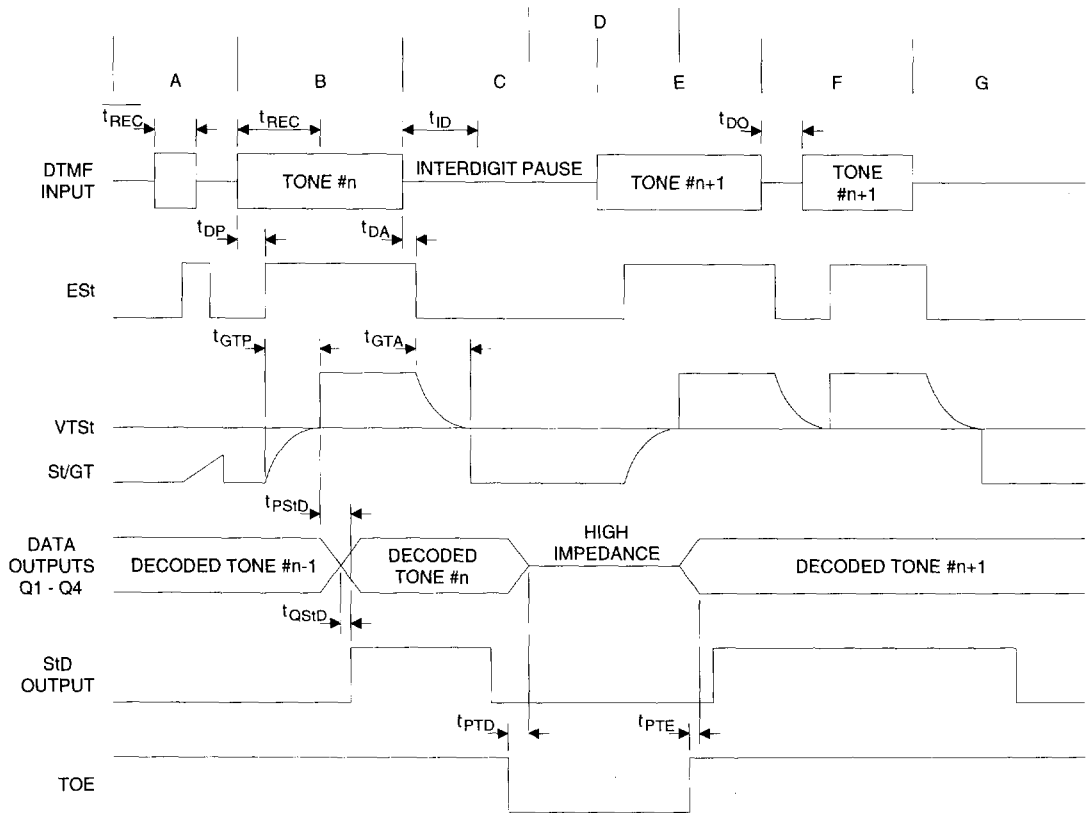 D
A B C E F G
tREC tREC tID tDO
DTMF
INPUT
TONE #n
INTERDIGIT PAUSE
TONE #n+1
TONE
#n+1
tDP tDA
ESt
tGTP tGTA
VTSt
St/GT
tPStD
DATA
OUTPUTS
Q1 - Q4
DECODED TONE #n-1
DECODED
TONE #n
HIGH
IMPEDANCE
DECODED TONE #n+1
tQStD
StD
OUTPUT
tPTD tPTE
TOE